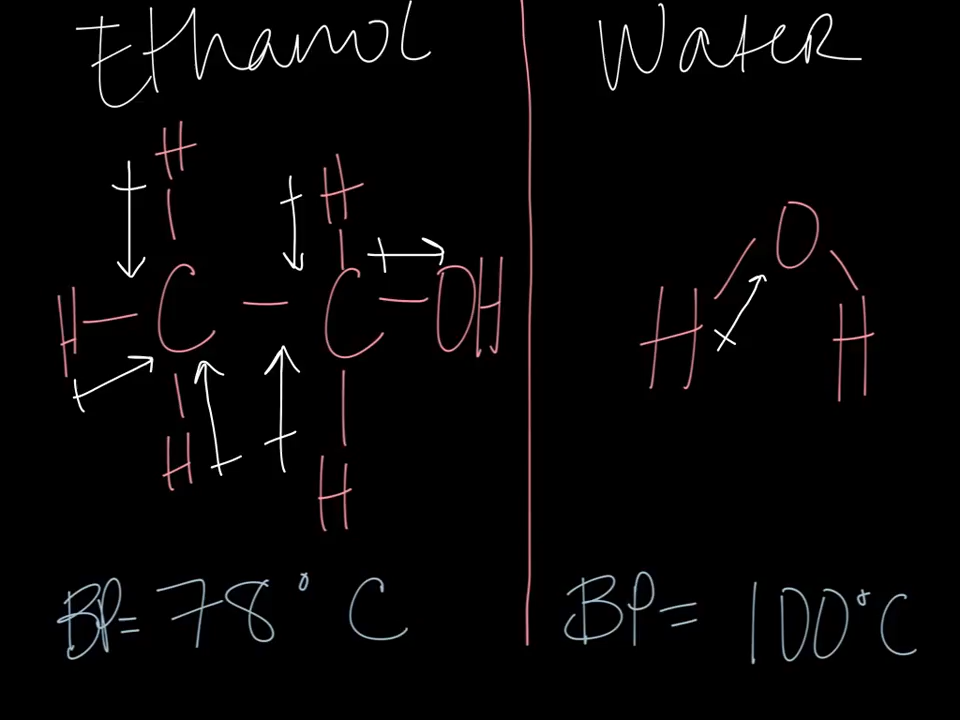 Ethanol
Water
H
H
H C C OH
H
H
O
H H
BP= 78° C
BP= 100°C